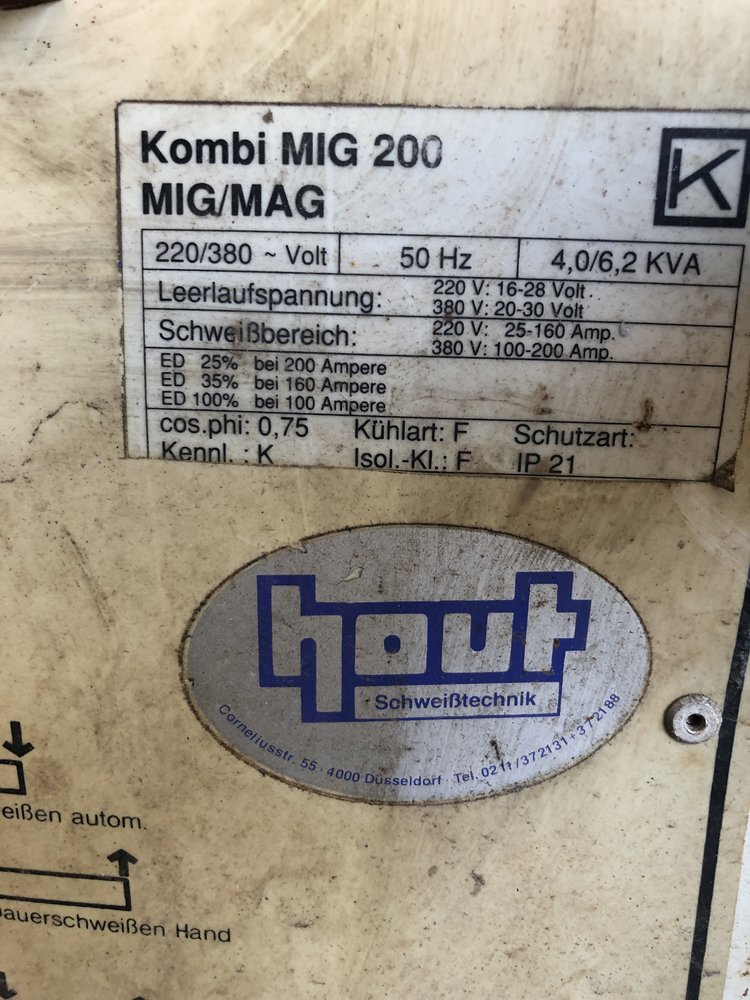 Kombi MIG 200
MIG/MAG
K
220/380 ~ Volt 50 Hz 4,0/6,2 KVA
Leerlaufspannung: 220 V: 16-28 Volt
380 V: 20-30 Volt
Schweißbereich: 220 V: 25-160 Amp.
380 V: 100-200 Amp.
ED 25% bei 200 Ampere
ED 35% bei 160 Ampere
ED 100% bei 100 Ampere
cos.phi: 0,75 Kühlart: F Schutzart:
Kennl. : K Isol.-Kl.: F IP 21
hout
Schweißtechnik
Corneliusstr. 55 · 4000 Düsseldorf · Tel. 0211/372131+372188
eißen autom.
auerschweißen Hand